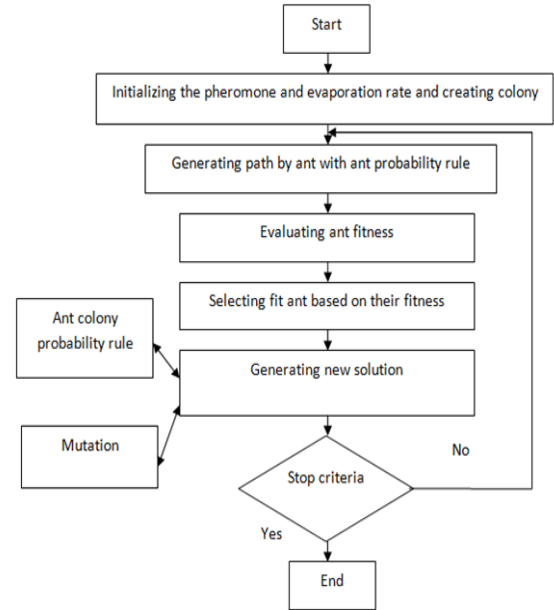 Start
Initializing the pheromone and evaporation rate and creating colony
Generating path by ant with ant probability rule
Evaluating ant fitness
Selecting fit ant based on their fitness
Ant colony
probability rule
Generating new solution
Mutation
Stop criteria
No
Yes
End